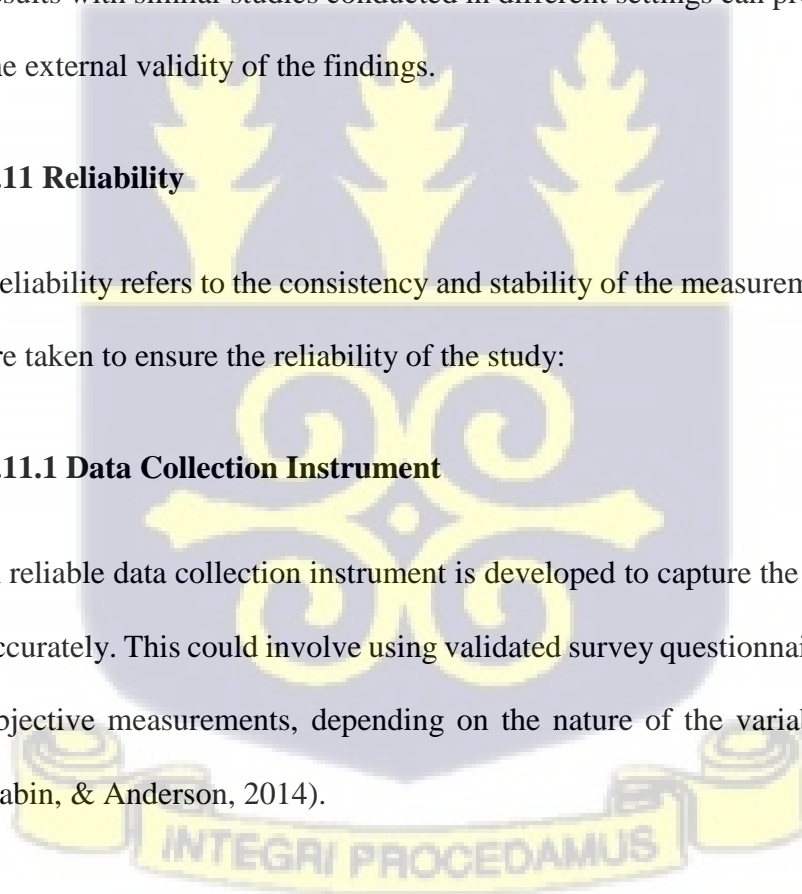 esults with similar studies conducted in different settings can pr
he external validity of the findings.
.11 Reliability
eliability refers to the consistency and stability of the measurem
re taken to ensure the reliability of the study:
.11.1 Data Collection Instrument
reliable data collection instrument is developed to capture the
ccurately. This could involve using validated survey questionnai
bjective measurements, depending on the nature of the varial
abin, & Anderson, 2014).
INTEGRI PROCEDAMUS